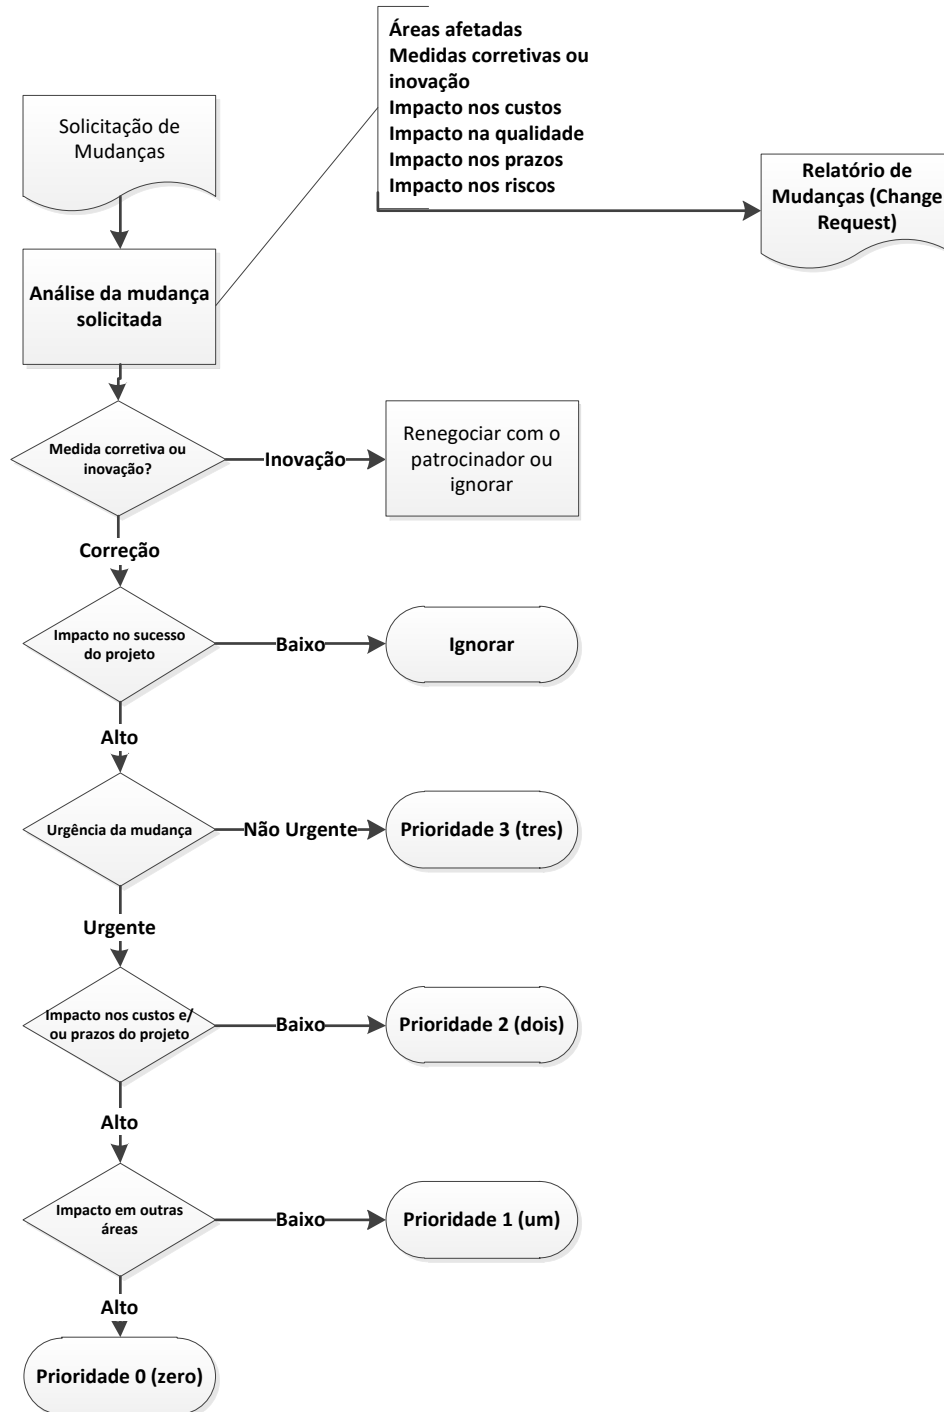 Áreas afetadas
Medidas corretivas ou
inovação
Impacto nos custos
Impacto na qualidade
Impacto nos prazos
Impacto nos riscos
Solicitação de
Mudanças
Relatório de
Mudanças (Change
Request)
Análise da mudança
solicitada
Medida corretiva ou
inovação?
Inovação
Renegociar com o
patrocinador ou
ignorar
Correção
Impacto no sucesso
do projeto
Baixo
Ignorar
Alto
Urgência da mudança
Não Urgente
Prioridade 3 (tres)
Urgente
Impacto nos custos e/
ou prazos do projeto
Baixo
Prioridade 2 (dois)
Alto
Impacto em outras
áreas
Baixo
Prioridade 1 (um)
Alto
Prioridade 0 (zero)